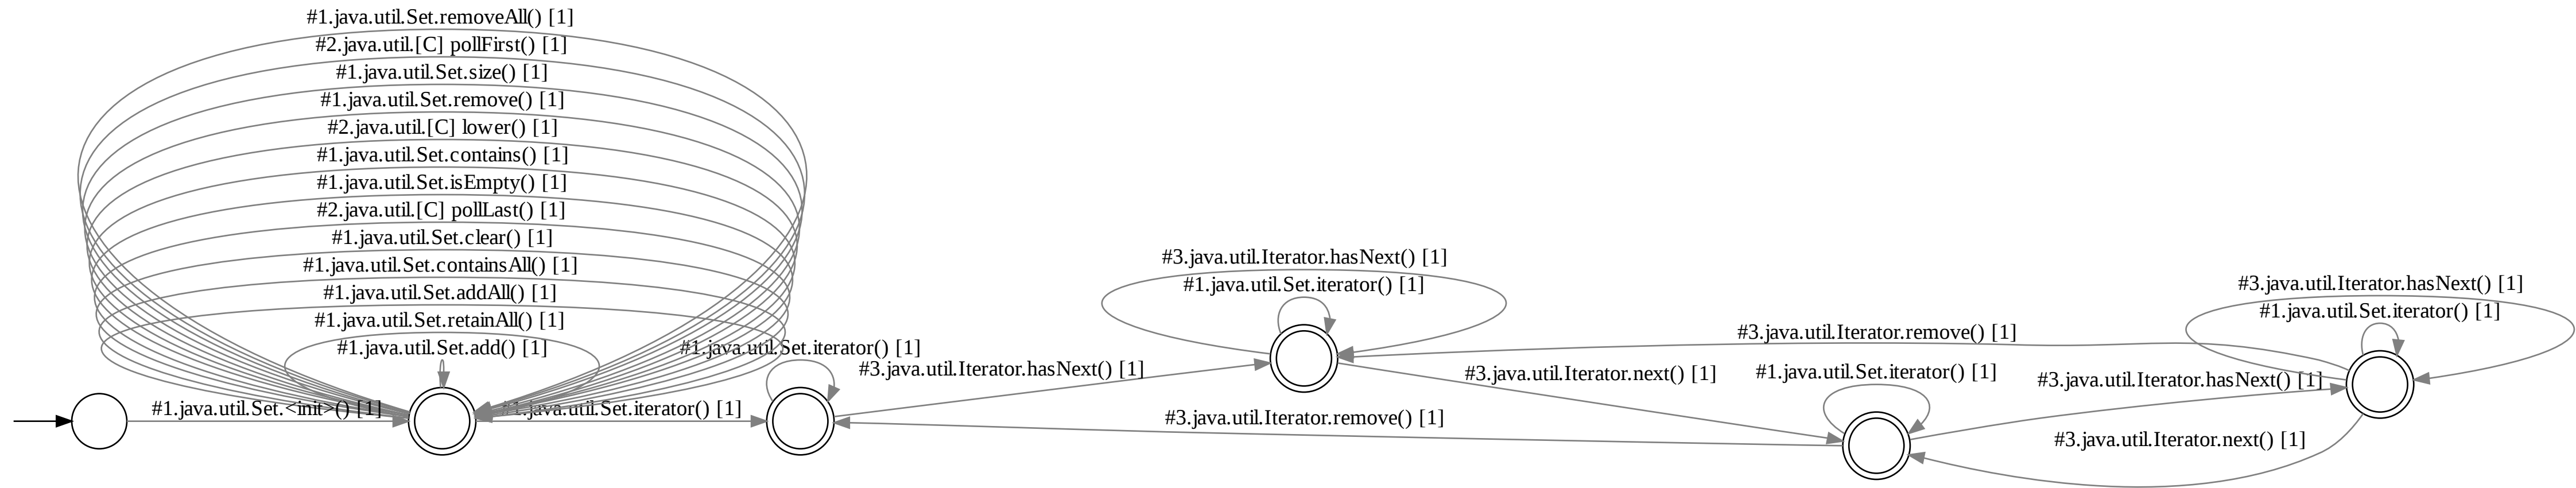 #1.java.util.Set.removeAll() [1]
#2.java.util.[C] pollFirst() [1]
#1.java.util.Set.size() [1]
#1.java.util.Set.remove() [1]
#2.java.util.[C] lower() [1]
#1.java.util.Set.contains() [1]
#1.java.util.Set.isEmpty() [1]
#2.java.util.[C] pollLast() [1]
#1.java.util.Set.clear() [1]
#1.java.util.Set.containsAll() [1]
#1.java.util.Set.addAll() [1]
#1.java.util.Set.retainAll() [1]
#1.java.util.Set.add() [1]
#1.java.util.Set.<init>() [1]
#1.java.util.Set.iterator() [1]
#1.java.util.Set.iterator() [1]
#3.java.util.Iterator.hasNext() [1]
#3.java.util.Iterator.hasNext() [1]
#1.java.util.Set.iterator() [1]
#3.java.util.Iterator.remove() [1]
#3.java.util.Iterator.next() [1]
#3.java.util.Iterator.remove() [1]
#1.java.util.Set.iterator() [1]
#3.java.util.Iterator.hasNext() [1]
#1.java.util.Set.iterator() [1]
#3.java.util.Iterator.hasNext() [1]
#3.java.util.Iterator.next() [1]